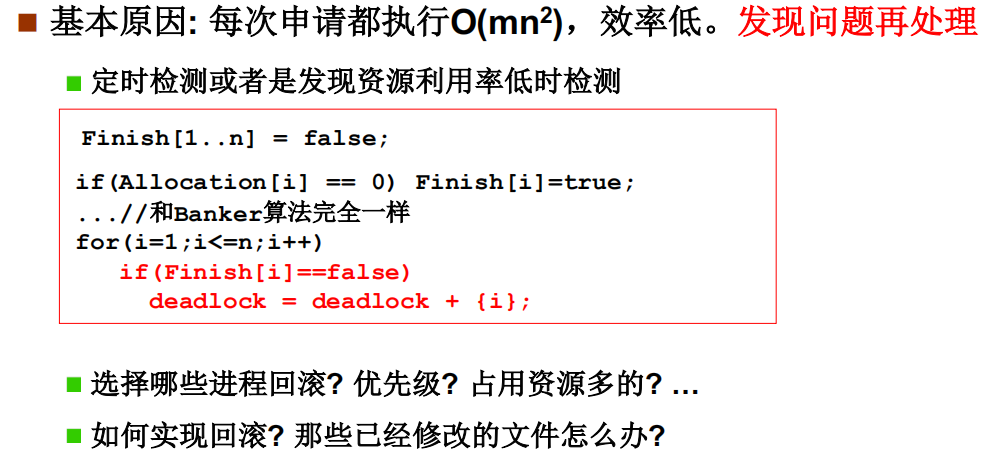 基本原因: 每次申请都执行O(mn²)，效率低。发现问题再处理
定时检测或者是发现资源利用率低时检测
Finish[1..n] = false;
if(Allocation[i] == 0) Finish[i]=true;
...//和Banker算法完全一样
for(i=1;i<=n;i++)
if(Finish[i]==false)
deadlock = deadlock + {i};
选择哪些进程回滚? 优先级? 占用资源多的? …
如何实现回滚? 那些已经修改的文件怎么办?